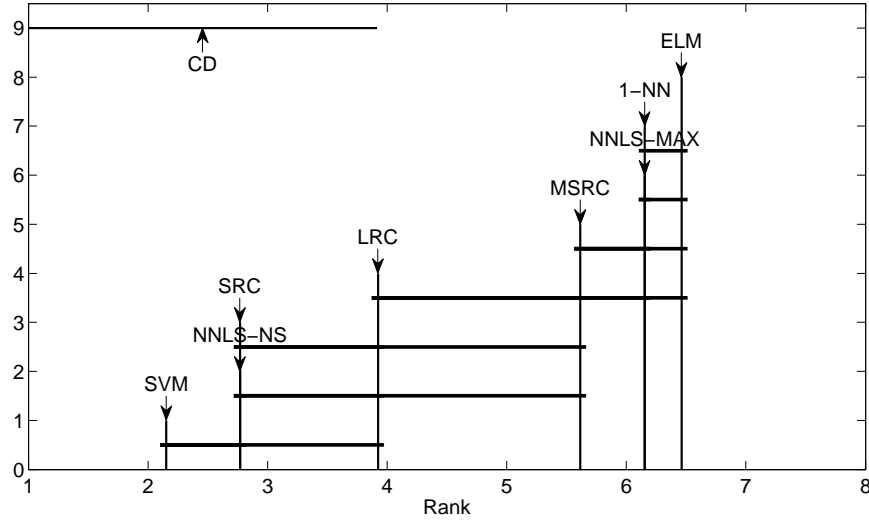 9
CD
ELM
8
1−NN
7
NNLS−MAX
6
MSRC
5
LRC
4
SRC
3
NNLS−NS
2
SVM
1
0
1 2 3 4 5 6 7 8
Rank